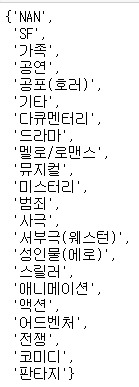 {'NAN',
'SF',
'가족',
'공연',
'공포(호러)',
'기타',
'다큐멘터리',
'드라마',
'멜로/로맨스',
'뮤지컬',
'미스터리',
'범죄',
'사극',
'서부극(웨스턴)',
'성인물(에로)',
'스릴러',
'애니메이션',
'액션',
'어드벤처',
'전쟁',
'코미디',
'판타지'}